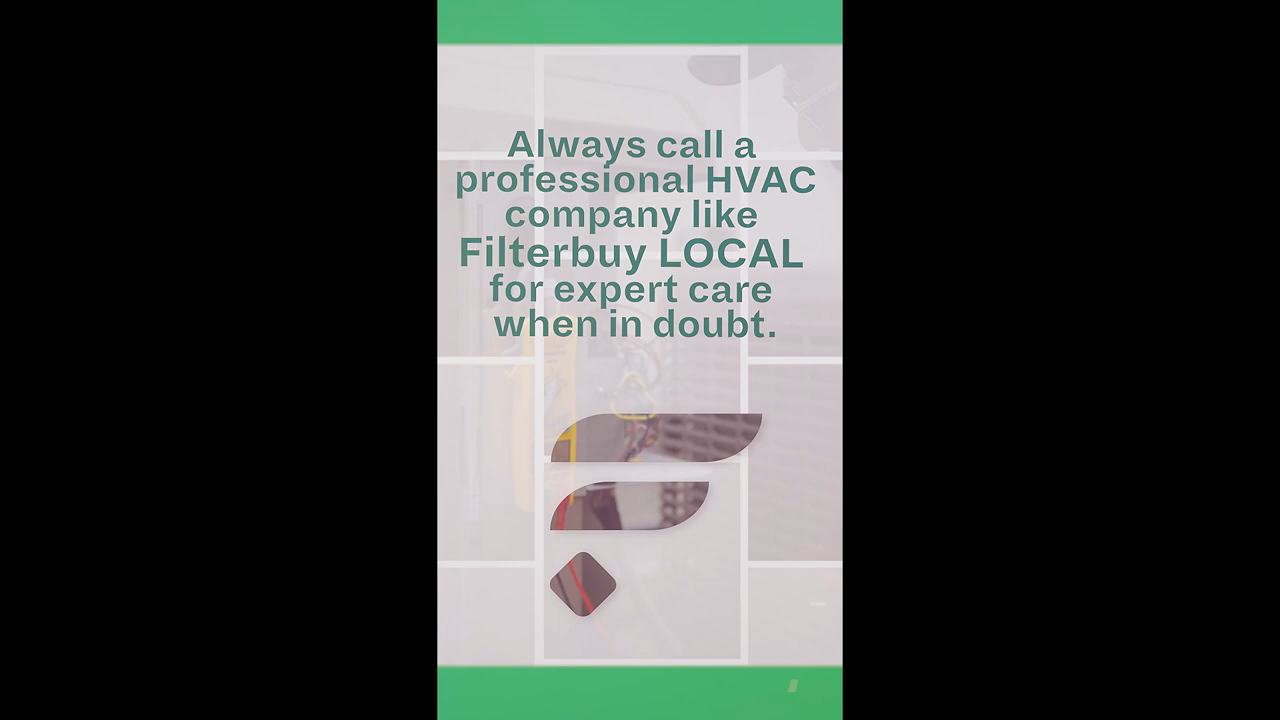 Always call a
professional HVAC
company like
Filterbuy LOCAL
for expert care
when in doubt.